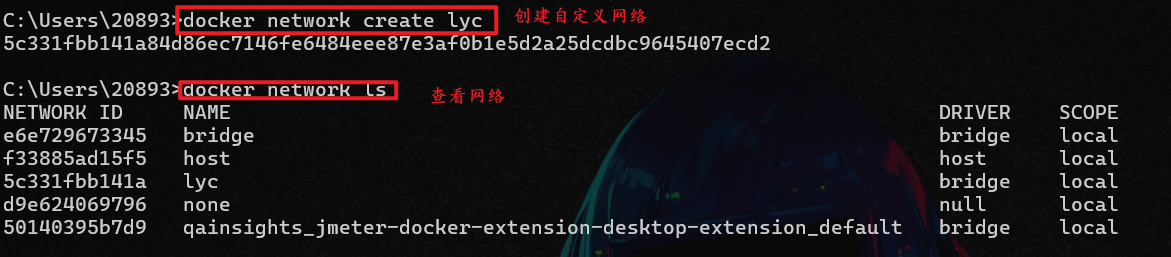 C:\Users\20893>docker network create lyc 创建自定义网络
5c331fbb141a84d86ec7146fe6484eee87e3af0b1e5d2a25dcdbc9645407ecd2
C:\Users\20893>docker network ls 查看网络
NETWORK ID NAME DRIVER SCOPE
e6e729673345 bridge bridge local
f33885ad15f5 host host local
5c331fbb141a lyc bridge local
d9e624069796 none null local
50140395b7d9 qainsights_jmeter-docker-extension-desktop-extension_default bridge local